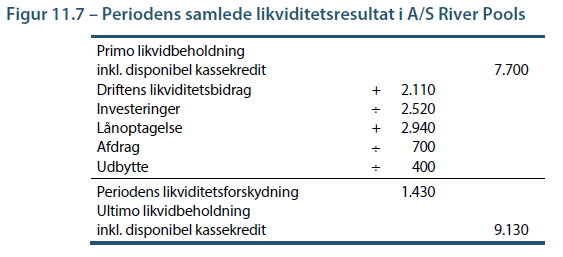 Figur 11.7 – Periodens samlede likviditetsresultat i A/S River Pools
Primo likvidbeholdning
inkl. disponibel kassekredit 7.700
Driftens likviditetsbidrag + 2.110
Investeringer ÷ 2.520
Lånoptagelse + 2.940
Afdrag ÷ 700
Udbytte ÷ 400
Periodens likviditetsforskydning 1.430
Ultimo likvidbeholdning
inkl. disponibel kassekredit 9.130